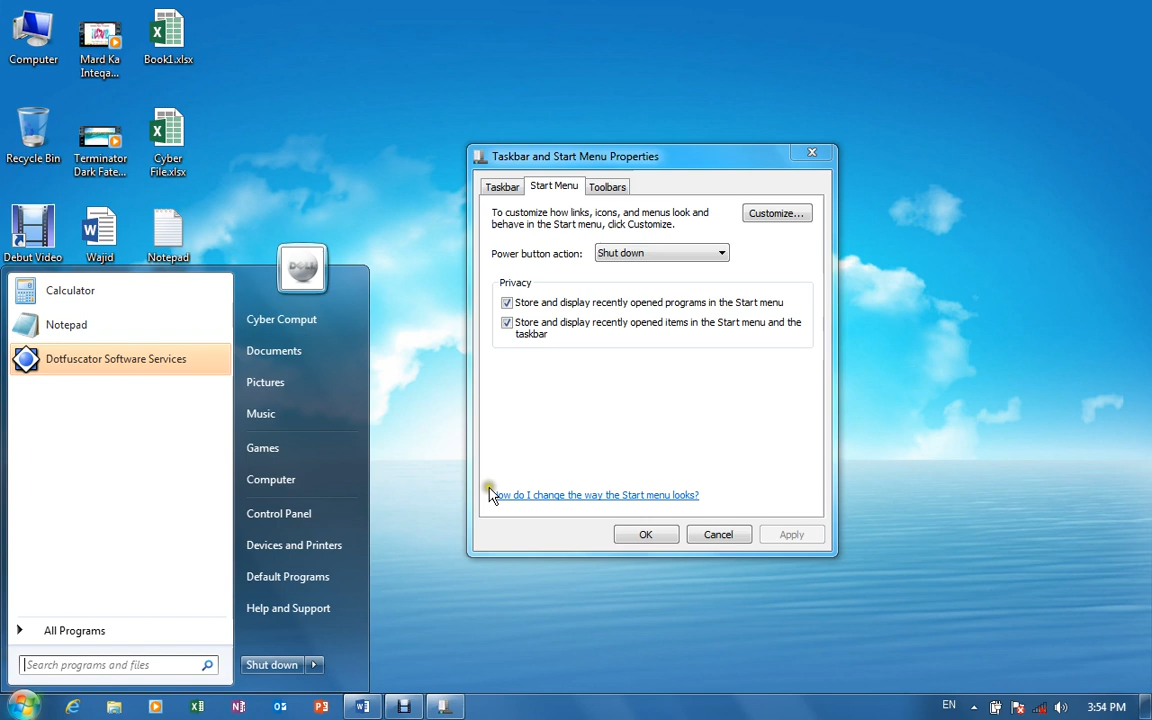 Computer
Mard Ka
Inteqa...
Book1.xlsx
Recycle Bin
Terminator
Dark Fate...
Cyber
File.xlsx
Debut Video
Wajid
Notepad
Calculator
Notepad
Dotfuscator Software Services
All Programs
Search programs and files
DELL
Cyber Comput
Documents
Pictures
Music
Games
Computer
Control Panel
Devices and Printers
Default Programs
Help and Support
Shut down
Taskbar and Start Menu Properties
Taskbar
Start Menu
Toolbars
To customize how links, icons, and menus look and
behave in the Start menu, click Customize.
Customize...
Power button action:
Shut down
Privacy
Store and display recently opened programs in the Start menu
Store and display recently opened items in the Start menu and the
taskbar
How do I change the way the Start menu looks?
OK
Cancel
Apply
EN
3:54 PM